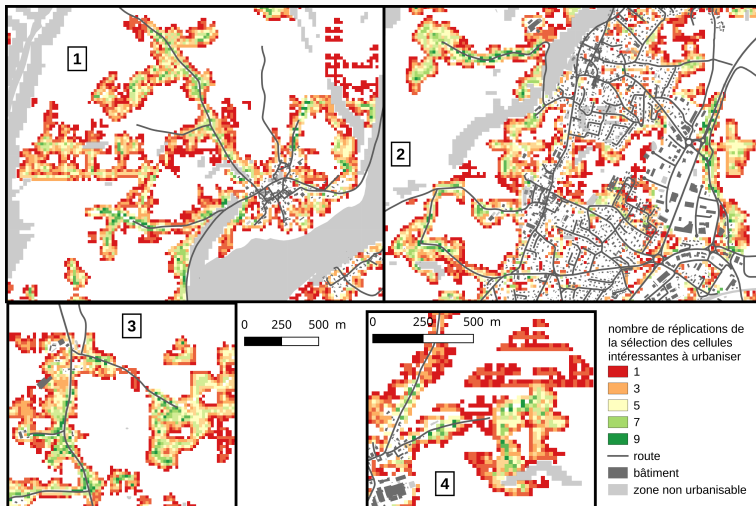 1
2
3
4
0 250 500 m
0 250 500 m
nombre de réplications de
la sélection des cellules
intéressantes à urbaniser
1
3
5
7
9
route
bâtiment
zone non urbanisable